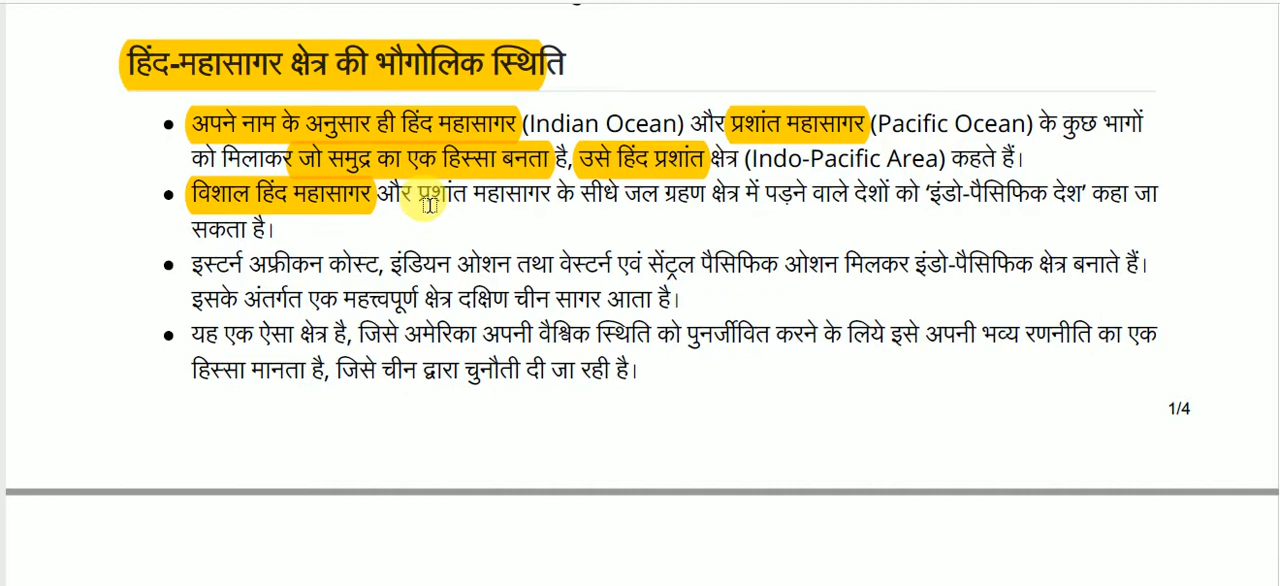 हिंद-महासागर क्षेत्र की भौगोलिक स्थिति
• अपने नाम के अनुसार ही हिंद महासागर (Indian Ocean) और प्रशांत महासागर (Pacific Ocean) के कुछ भागों
को मिलाकर जो समुद्र का एक हिस्सा बनता है, उसे हिंद प्रशांत क्षेत्र (Indo-Pacific Area) कहते हैं।
• विशाल हिंद महासागर और प्रशांत महासागर के सीधे जल ग्रहण क्षेत्र में पड़ने वाले देशों को ‘इंडो-पैसिफिक देश’ कहा जा
सकता है।
• इस्टर्न अफ्रीकन कोस्ट, इंडियन ओशन तथा वेस्टर्न एवं सेंट्रल पैसिफिक ओशन मिलकर इंडो-पैसिफिक क्षेत्र बनाते हैं।
इसके अंतर्गत एक महत्त्वपूर्ण क्षेत्र दक्षिण चीन सागर आता है।
• यह एक ऐसा क्षेत्र है, जिसे अमेरिका अपनी वैश्विक स्थिति को पुनर्जीवित करने के लिये इसे अपनी भव्य रणनीति का एक
हिस्सा मानता है, जिसे चीन द्वारा चुनौती दी जा रही है।
1/4